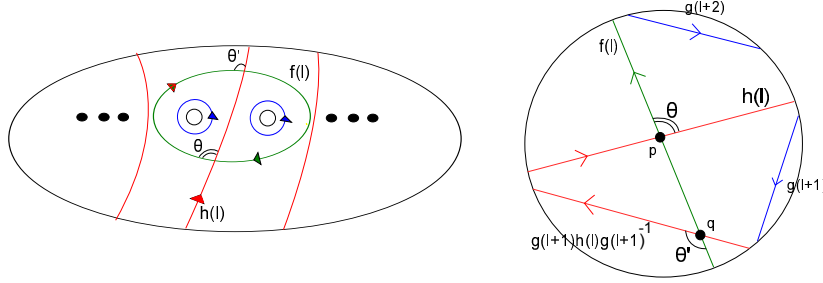 θ'
f(l)
θ
h(l)
g(l+2)
f(l)
θ
h(l)
p
g(l+1)
q
g(l+1)h(l)g(l+1)⁻¹
θ'